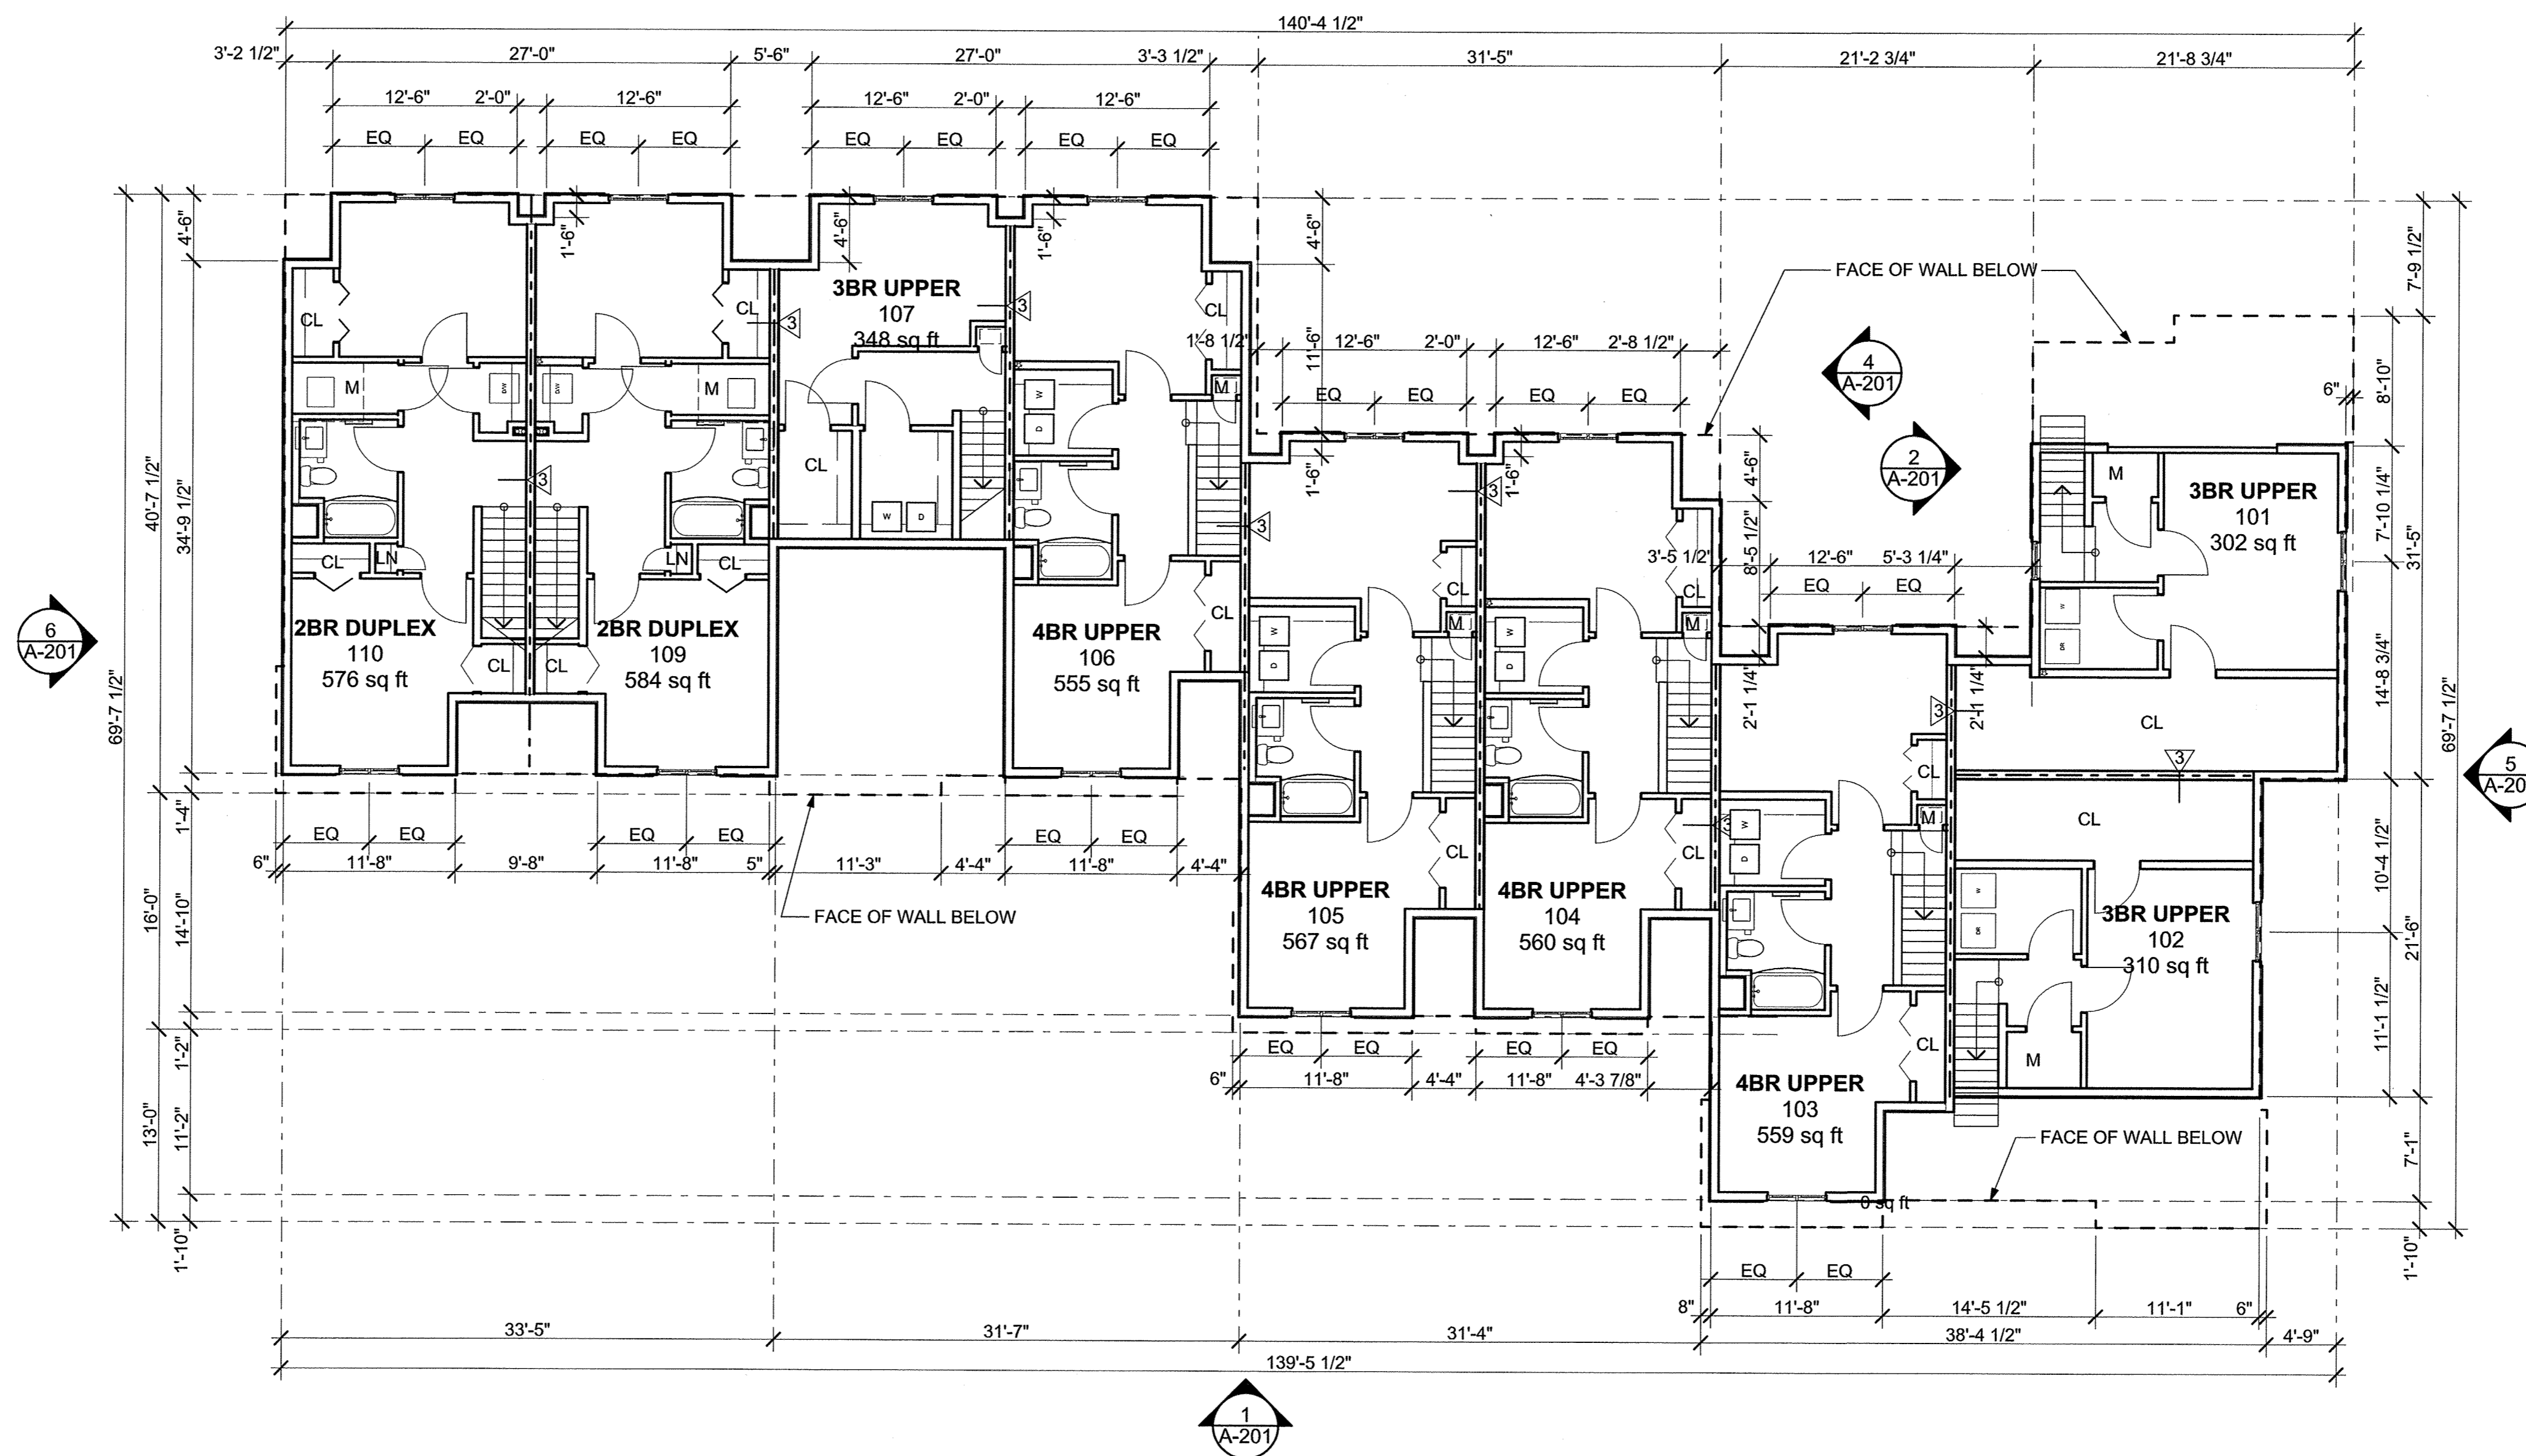 140'-4 1/2"
3'-2 1/2" 27'-0" 5'-6" 27'-0" 3'-3 1/2" 31'-5" 21'-2 3/4" 21'-8 3/4"
12'-6" 2'-0" 12'-6" 12'-6" 2'-0" 12'-6"
EQ EQ EQ EQ EQ EQ EQ EQ
4'-6"
1'-6"
4'-6"
1'-6"
4'-6"
11'-6"
FACE OF WALL BELOW
7'-9 1/2"
8'-10"
6"
CL
CL
3
3BR UPPER
107
348 sq ft
3
CL
1'-8 1/2" 12'-6" 2'-0" 12'-6" 2'-8 1/2"
EQ EQ EQ EQ
4
A-201
2
A-201
M
D/W
D/W
M
W
D
M
CL
W D
3
LN
CL
LN
CL
40'-7 1/2"
34'-9 1/2"
69'-7 1/2"
6
A-201
2BR DUPLEX
110
576 sq ft
CL
CL
2BR DUPLEX
109
584 sq ft
4BR UPPER
106
555 sq ft
CL
1'-6"
3
1'-6"
3
4'-6"
8'-5 1/2"
CL
CL
3'-5 1/2" 12'-6" 5'-3 1/4"
EQ EQ
M
3BR UPPER
101
302 sq ft
7'-10 1/4"
31'-5"
W
DR
W
D
M
W
D
M
2'-1 1/4"
3
2'-1 1/4"
CL
3
14'-8 3/4"
69'-7 1/2"
5
A-20
CL
CL
M
W
D
3
1'-4"
16'-0"
14'-10"
EQ EQ EQ EQ EQ EQ
6" 11'-8" 9'-8" 11'-8" 5" 11'-3" 4'-4" 11'-8" 4'-4"
FACE OF WALL BELOW
CL
CL
4BR UPPER
105
567 sq ft
4BR UPPER
104
560 sq ft
W
DR
3BR UPPER
102
310 sq ft
M
10'-4 1/2"
21'-6"
11'-1 1/2"
1'-2"
13'-0"
11'-2"
1'-10"
EQ EQ EQ EQ
6" 11'-8" 4'-4" 11'-8" 4'-3 7/8"
CL
4BR UPPER
103
559 sq ft
FACE OF WALL BELOW
0 sq ft
7'-1"
1'-10"
EQ EQ
8" 11'-8" 14'-5 1/2" 11'-1" 6"
33'-5" 31'-7" 31'-4" 38'-4 1/2" 4'-9"
139'-5 1/2"
1
A-201